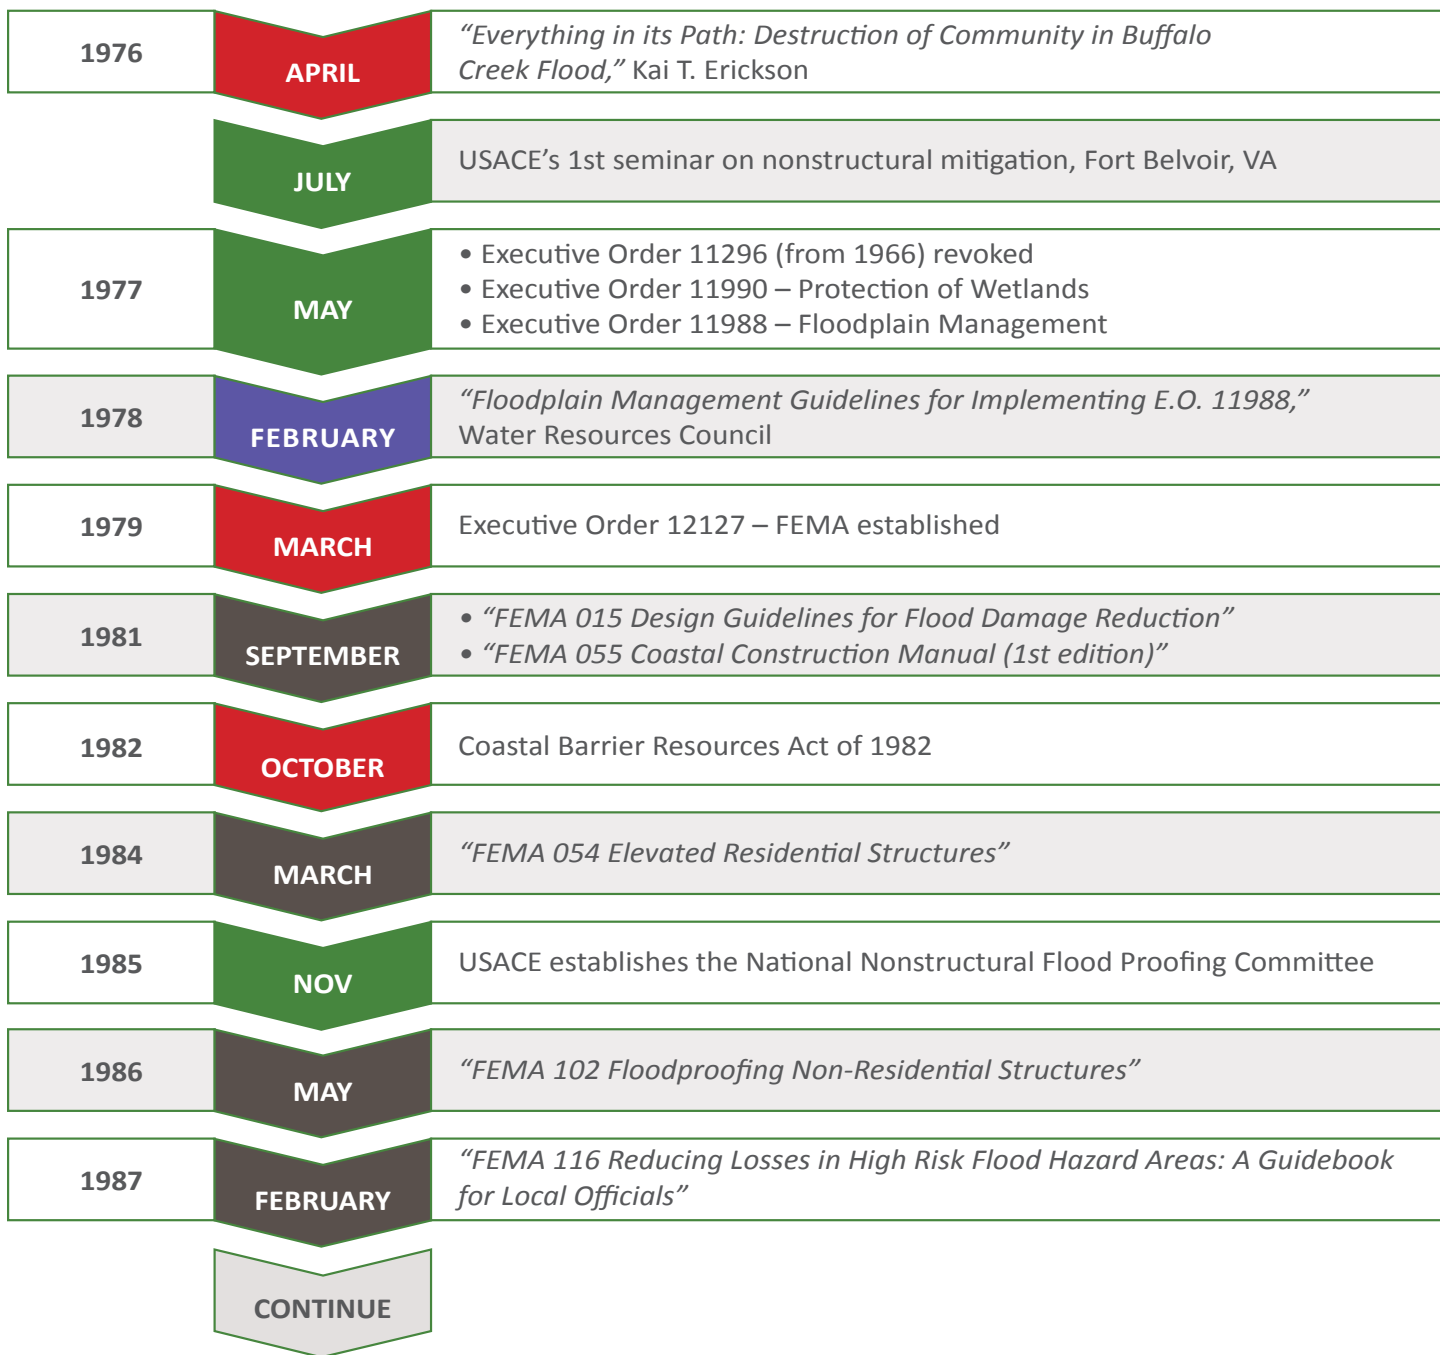 1976
APRIL
“Everything in its Path: Destruction of Community in Buffalo
Creek Flood,” Kai T. Erickson
JULY
USACE’s 1st seminar on nonstructural mitigation, Fort Belvoir, VA
1977
MAY
• Executive Order 11296 (from 1966) revoked
• Executive Order 11990 – Protection of Wetlands
• Executive Order 11988 – Floodplain Management
1978
FEBRUARY
“Floodplain Management Guidelines for Implementing E.O. 11988,”
Water Resources Council
1979
MARCH
Executive Order 12127 – FEMA established
1981
SEPTEMBER
• “FEMA 015 Design Guidelines for Flood Damage Reduction”
• “FEMA 055 Coastal Construction Manual (1st edition)”
1982
OCTOBER
Coastal Barrier Resources Act of 1982
1984
MARCH
“FEMA 054 Elevated Residential Structures”
1985
NOV
USACE establishes the National Nonstructural Flood Proofing Committee
1986
MAY
“FEMA 102 Floodproofing Non-Residential Structures”
1987
FEBRUARY
“FEMA 116 Reducing Losses in High Risk Flood Hazard Areas: A Guidebook
for Local Officials”
CONTINUE